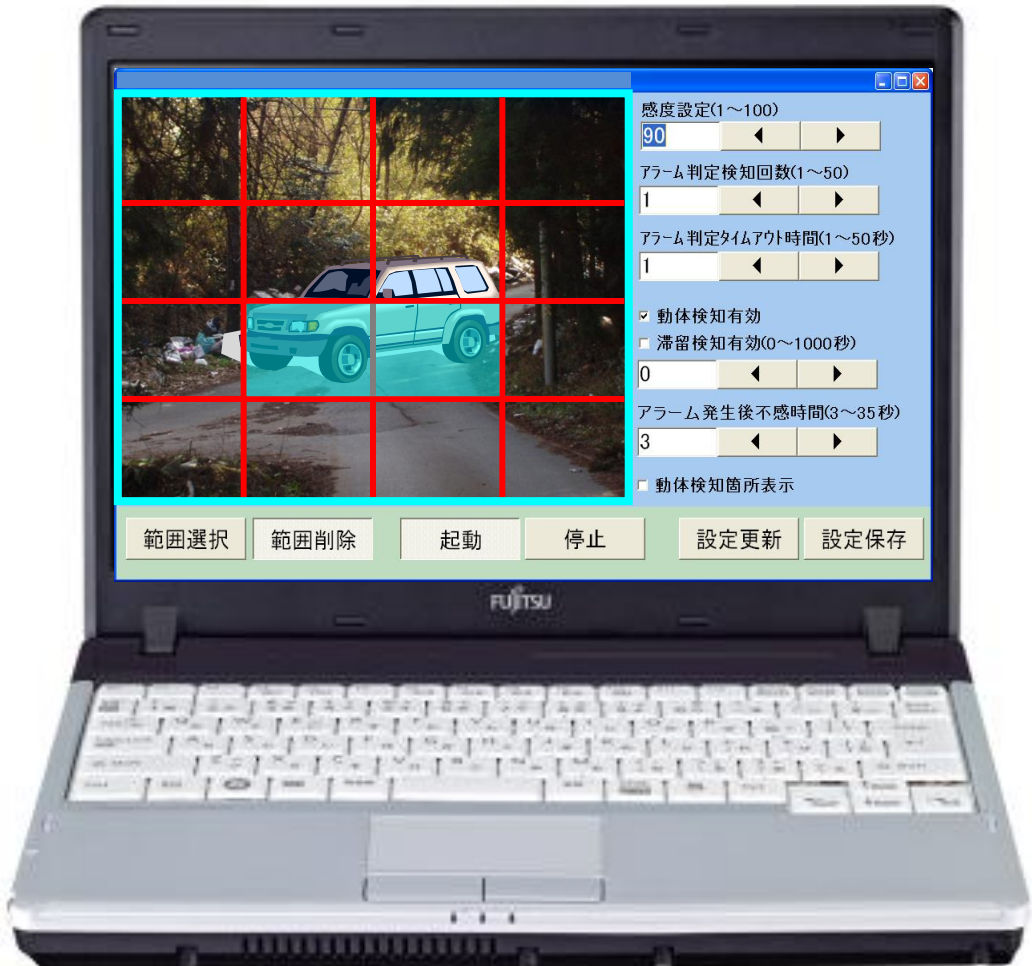 感度設定(1～100)
90
アラーム判定検知回数(1～50)
1
アラーム判定タイムアウト時間(1～50秒)
1
動体検知有効
滞留検知有効(0～1000秒)
0
アラーム発生後不感時間(3～35秒)
3
動体検知箇所表示
範囲選択 範囲削除 起動 停止 設定更新 設定保存
FUJITSU